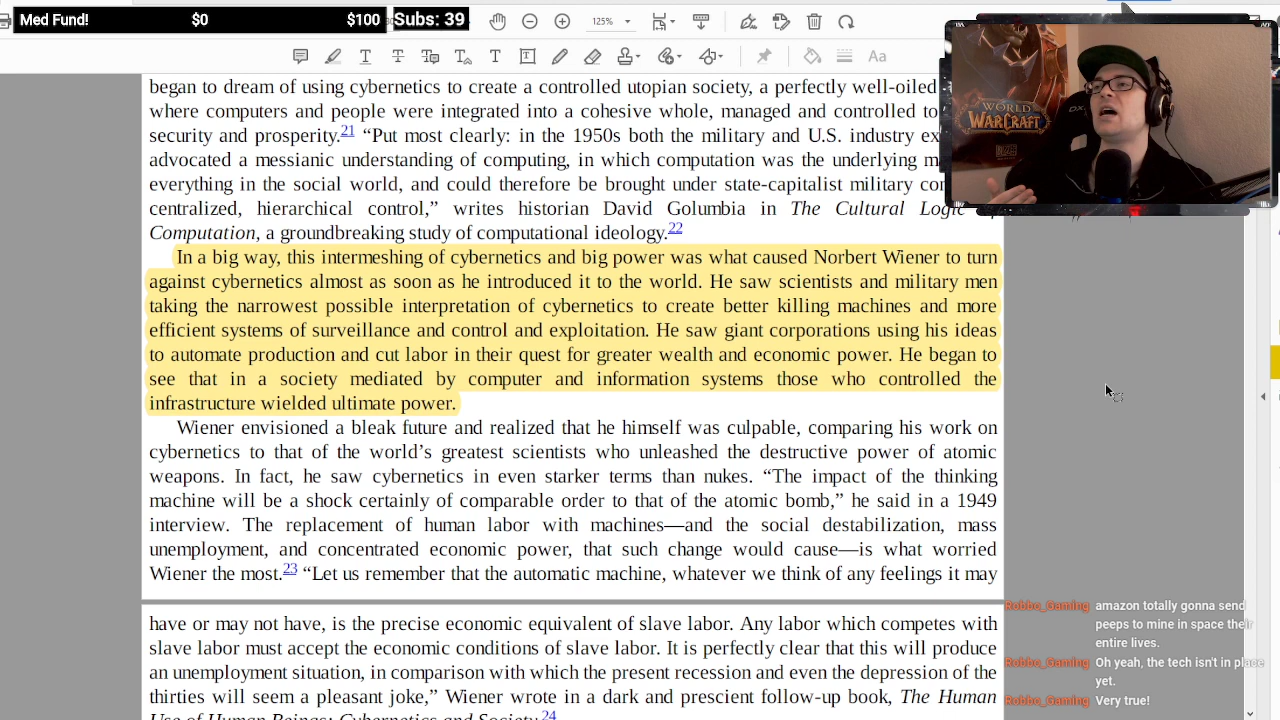 Med Fund! $0 $100 Subs: 39
125%
Aa
WORLD
WARCRAFT
began to dream of using cybernetics to create a controlled utopian society, a perfectly well-oiled
where computers and people were integrated into a cohesive whole, managed and controlled to
security and prosperity.21 “Put most clearly: in the 1950s both the military and U.S. industry ex
advocated a messianic understanding of computing, in which computation was the underlying m
everything in the social world, and could therefore be brought under state-capitalist military con
centralized, hierarchical control,” writes historian David Golumbia in The Cultural Logic
Computation, a groundbreaking study of computational ideology.22
In a big way, this intermeshing of cybernetics and big power was what caused Norbert Wiener to turn
against cybernetics almost as soon as he introduced it to the world. He saw scientists and military men
taking the narrowest possible interpretation of cybernetics to create better killing machines and more
efficient systems of surveillance and control and exploitation. He saw giant corporations using his ideas
to automate production and cut labor in their quest for greater wealth and economic power. He began to
see that in a society mediated by computer and information systems those who controlled the
infrastructure wielded ultimate power.
Wiener envisioned a bleak future and realized that he himself was culpable, comparing his work on
cybernetics to that of the world’s greatest scientists who unleashed the destructive power of atomic
weapons. In fact, he saw cybernetics in even starker terms than nukes. “The impact of the thinking
machine will be a shock certainly of comparable order to that of the atomic bomb,” he said in a 1949
interview. The replacement of human labor with machines—and the social destabilization, mass
unemployment, and concentrated economic power, that such change would cause—is what worried
Wiener the most.23 “Let us remember that the automatic machine, whatever we think of any feelings it may
have or may not have, is the precise economic equivalent of slave labor. Any labor which competes with
slave labor must accept the economic conditions of slave labor. It is perfectly clear that this will produce
an unemployment situation, in comparison with which the present recession and even the depression of the
thirties will seem a pleasant joke,” Wiener wrote in a dark and prescient follow-up book, The Human
Use of Human Beings: Cybernetics and Society.24
Robbo_Gaming amazon totally gonna send
peeps to mine in space their
entire lives.
Robbo_Gaming Oh yeah, the tech isn't in place
yet.
Robbo_Gaming Very true!